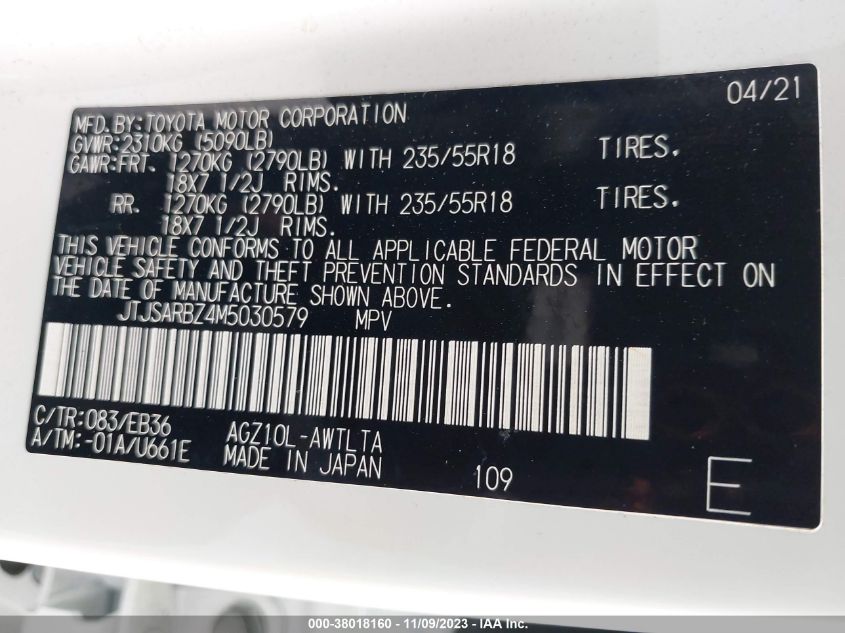 04/21
MFD.BY:TOYOTA MOTOR CORPORATION
GVWR:2310KG (5090LB)
GAWR:FRT. 1270KG (2790LB) WITH 235/55R18 TIRES.
18X7 1/2J RIMS.
RR. 1270KG (2790LB) WITH 235/55R18 TIRES.
18X7 1/2J RIMS.
THIS VEHICLE CONFORMS TO ALL APPLICABLE FEDERAL MOTOR
VEHICLE SAFETY AND THEFT PREVENTION STANDARDS IN EFFECT ON
THE DATE OF MANUFACTURE SHOWN ABOVE.
JTJSARBZ4M5030579 MPV
C/TR:083/EB36 AGZ10L-AWTLTA
A/TM:-01A/U661E MADE IN JAPAN 109 E
000-38018160 - 11/09/2023 - IAA Inc.